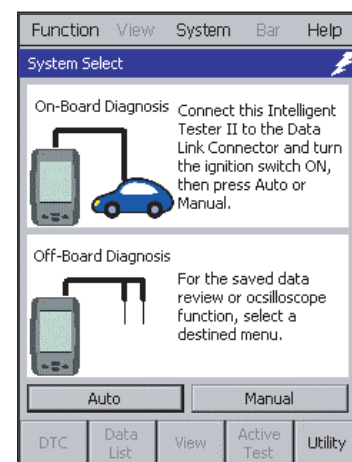 Function View System Bar Help
System Select
On-Board Diagnosis
Connect this Intelligent
Tester II to the Data
Link Connector and turn
the ignition switch ON,
then press Auto or
Manual.
Off-Board Diagnosis
For the saved data
review or ocsilloscope
function, select a
destined menu.
Auto Manual
DTC Data List View Active Test Utility